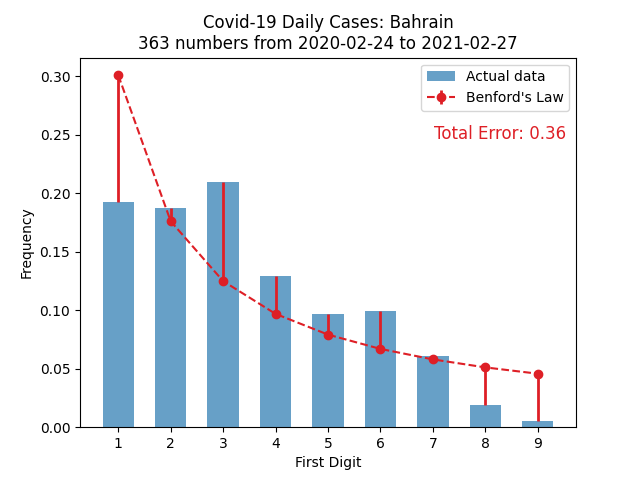 Covid-19 Daily Cases: Bahrain
363 numbers from 2020-02-24 to 2021-02-27
Actual data
Benford's Law
Total Error: 0.36
Frequency
0.30
0.25
0.20
0.15
0.10
0.05
0.00
1 2 3 4 5 6 7 8 9
First Digit